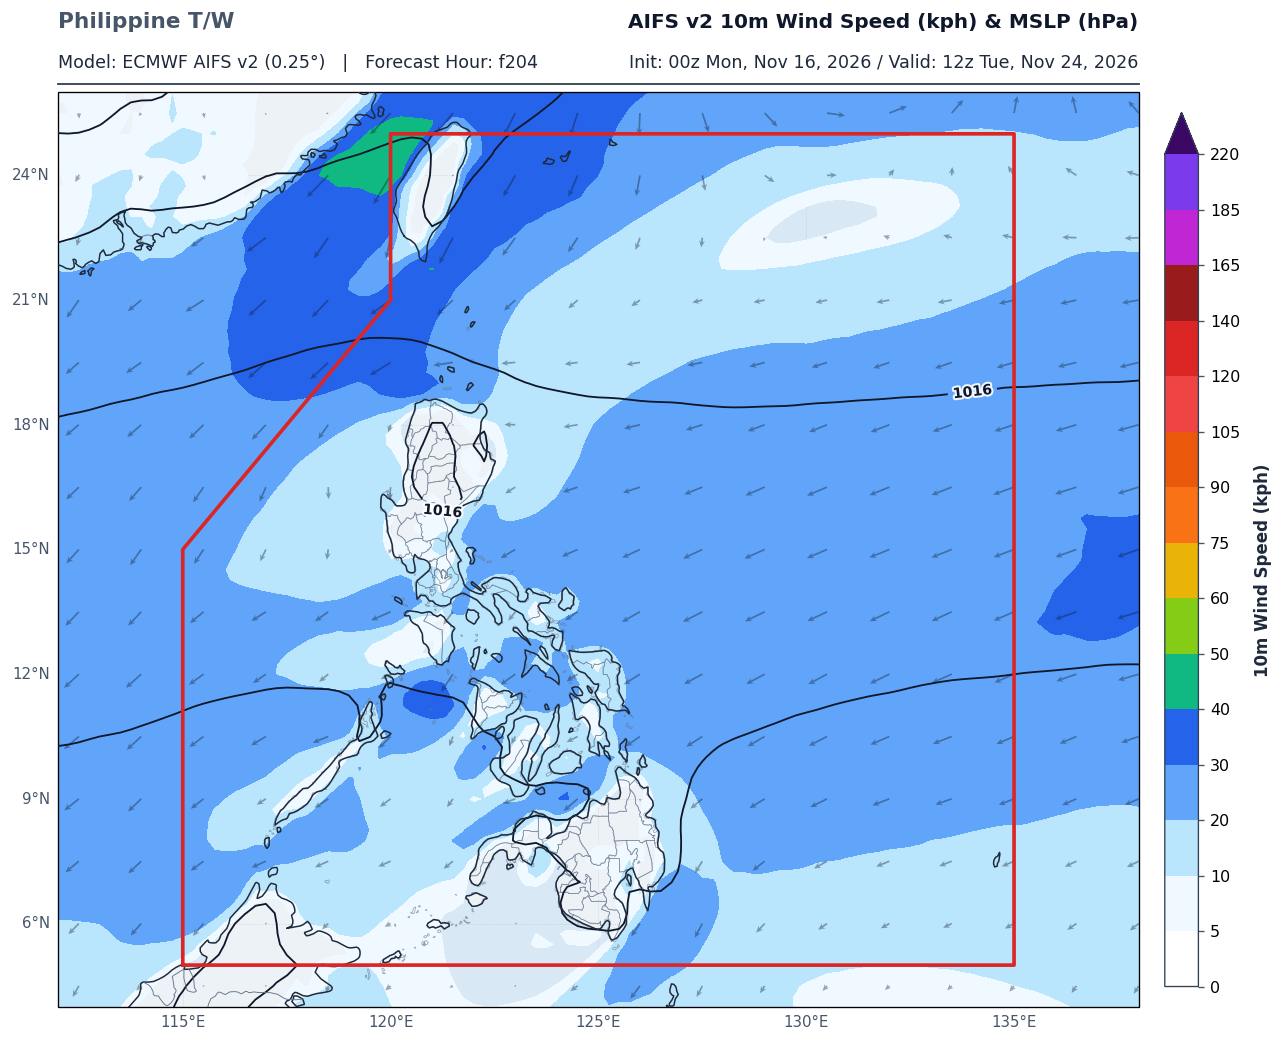 Philippine T/W
AIFS v2 10m Wind Speed (kph) & MSLP (hPa)
Model: ECMWF AIFS v2 (0.25°) | Forecast Hour: f204
Init: 00z Mon, Nov 16, 2026 / Valid: 12z Tue, Nov 24, 2026
24°N
21°N
18°N
15°N
12°N
9°N
6°N
1016
1016
115°E
120°E
125°E
130°E
135°E
220
185
165
140
120
105
90
75
60
50
40
30
20
10
5
0
10m Wind Speed (kph)